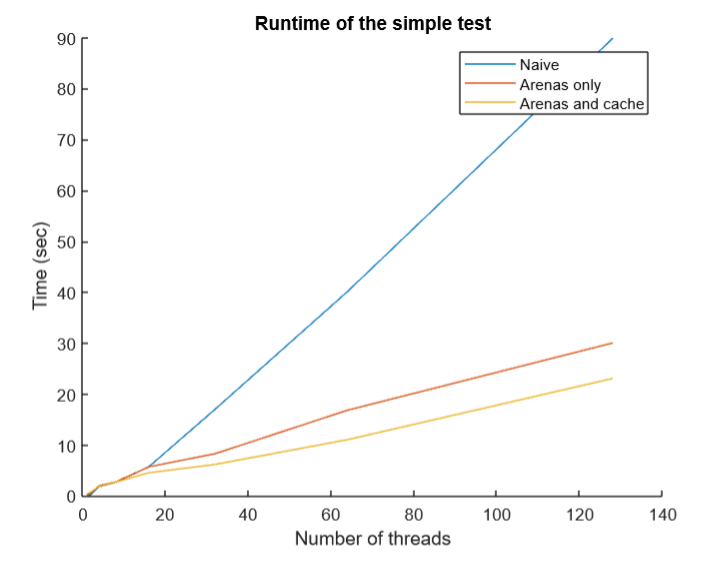 Runtime of the simple test
90
80
70
60
50
40
30
20
10
0
Time (sec)
Naive
Arenas only
Arenas and cache
0 20 40 60 80 100 120 140
Number of threads